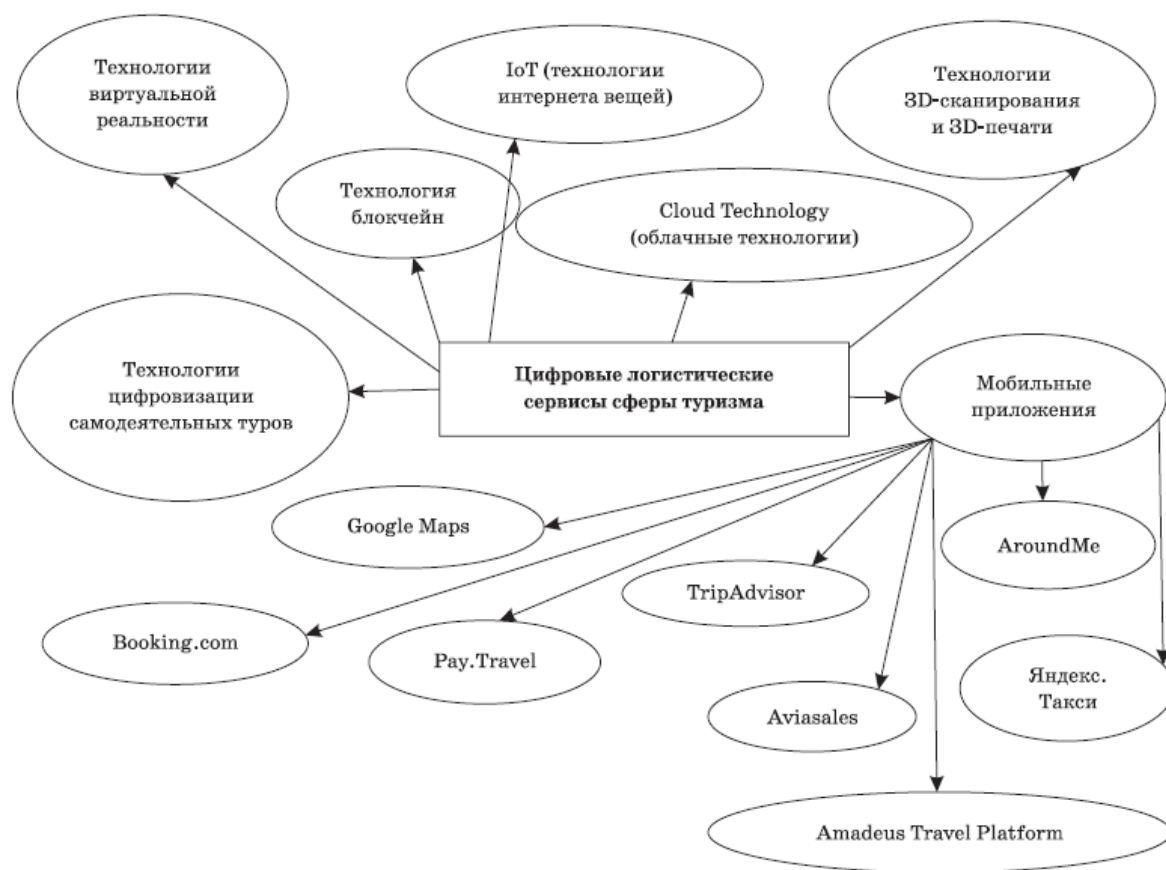 Технологии
виртуальной
реальности
IoT (технологии
интернета вещей)
Технологии
3D-сканирования
и 3D-печати
Технология
блокчейн
Cloud Technology
(облачные технологии)
Технологии
цифровизации
самодеятельных туров
Цифровые логистические
сервисы сферы туризма
Мобильные
приложения
Google Maps
AroundMe
TripAdvisor
Booking.com
Pay.Travel
Яндекс.
Такси
Aviasales
Amadeus Travel Platform